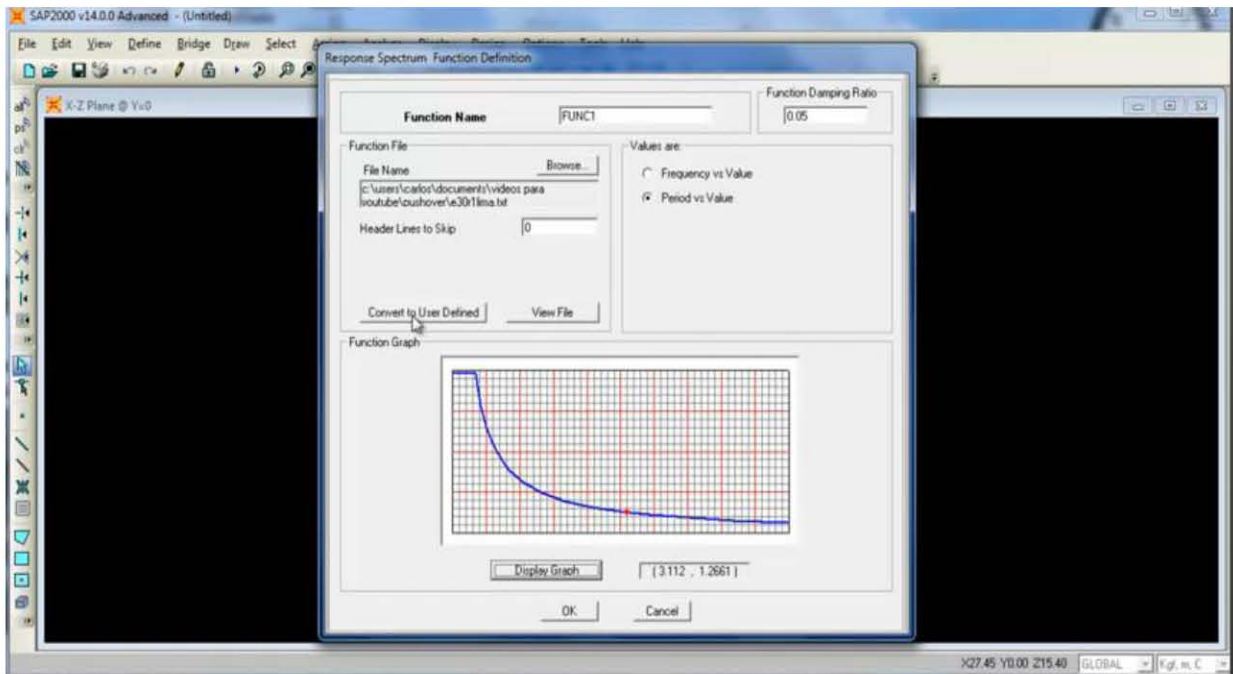 SAP2000 v14.0.0 Advanced - (Untitled)
File Edit View Define Bridge Draw Select
X-Z Plane @ Y=0
Response Spectrum Function Definition
Function Name FUNC1
Function Damping Ratio
0.05
Function File
File Name Browse...
c:\users\carlos\documents\videos para
youtube\pushover\e30r1lima.txt
Header Lines to Skip 0
Convert to User Defined View File
Values are:
Frequency vs Value
Period vs Value
Function Graph
Display Graph (3.112 , 1.2661)
OK Cancel
X27.45 Y0.00 Z15.40 GLOBAL Kgf, m, C